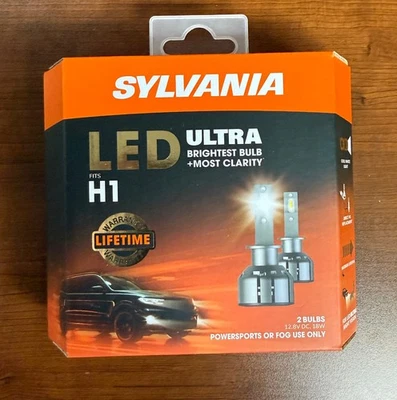 SYLVANIA
LED ULTRA
BRIGHTEST BULB
+MOST CLARITY
FITS
H1
WARRANTY
LIFETIME
WARRANTY
2 BULBS
12.8V DC, 18W
POWERSPORTS OR FOG USE ONLY